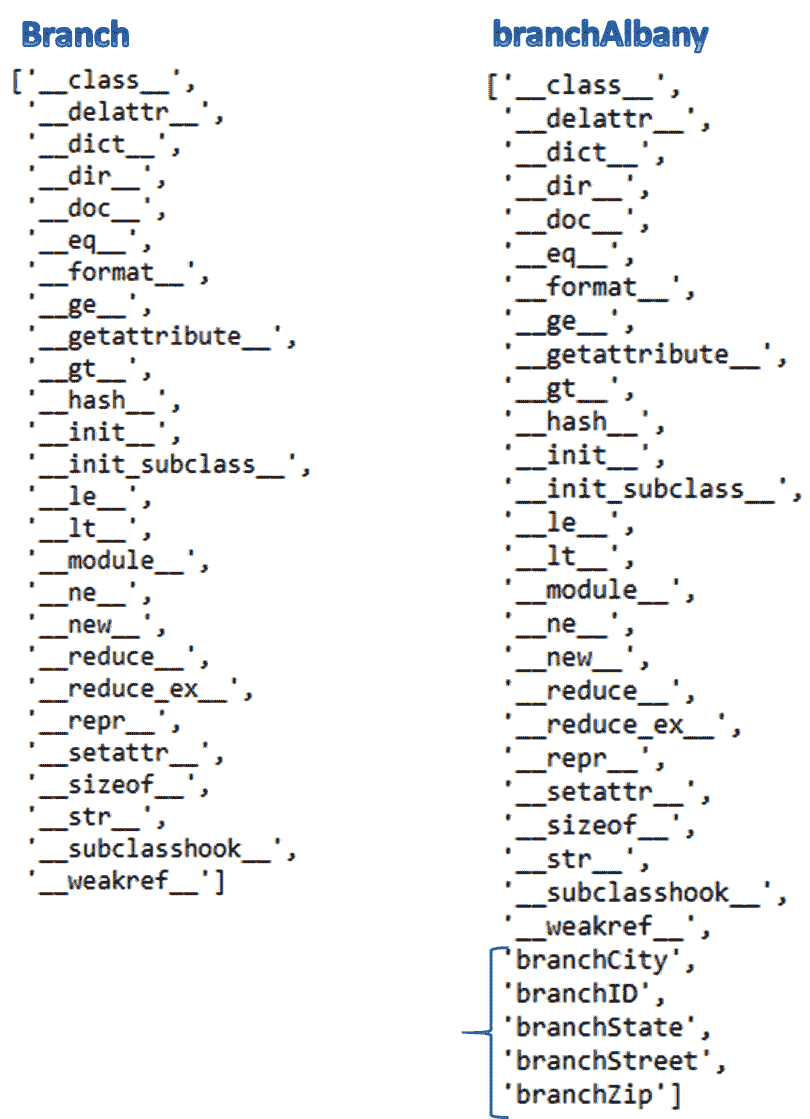 Branch
['__class__',
'__delattr__',
'__dict__',
'__dir__',
'__doc__',
'__eq__',
'__format__',
'__ge__',
'__getattribute__',
'__gt__',
'__hash__',
'__init__',
'__init_subclass__',
'__le__',
'__lt__',
'__module__',
'__ne__',
'__new__',
'__reduce__',
'__reduce_ex__',
'__repr__',
'__setattr__',
'__sizeof__',
'__str__',
'__subclasshook__',
'__weakref__']
branchAlbany
['__class__',
'__delattr__',
'__dict__',
'__dir__',
'__doc__',
'__eq__',
'__format__',
'__ge__',
'__getattribute__',
'__gt__',
'__hash__',
'__init__',
'__init_subclass__',
'__le__',
'__lt__',
'__module__',
'__ne__',
'__new__',
'__reduce__',
'__reduce_ex__',
'__repr__',
'__setattr__',
'__sizeof__',
'__str__',
'__subclasshook__',
'__weakref__',
'branchCity',
'branchID',
'branchState',
'branchStreet',
'branchZip']